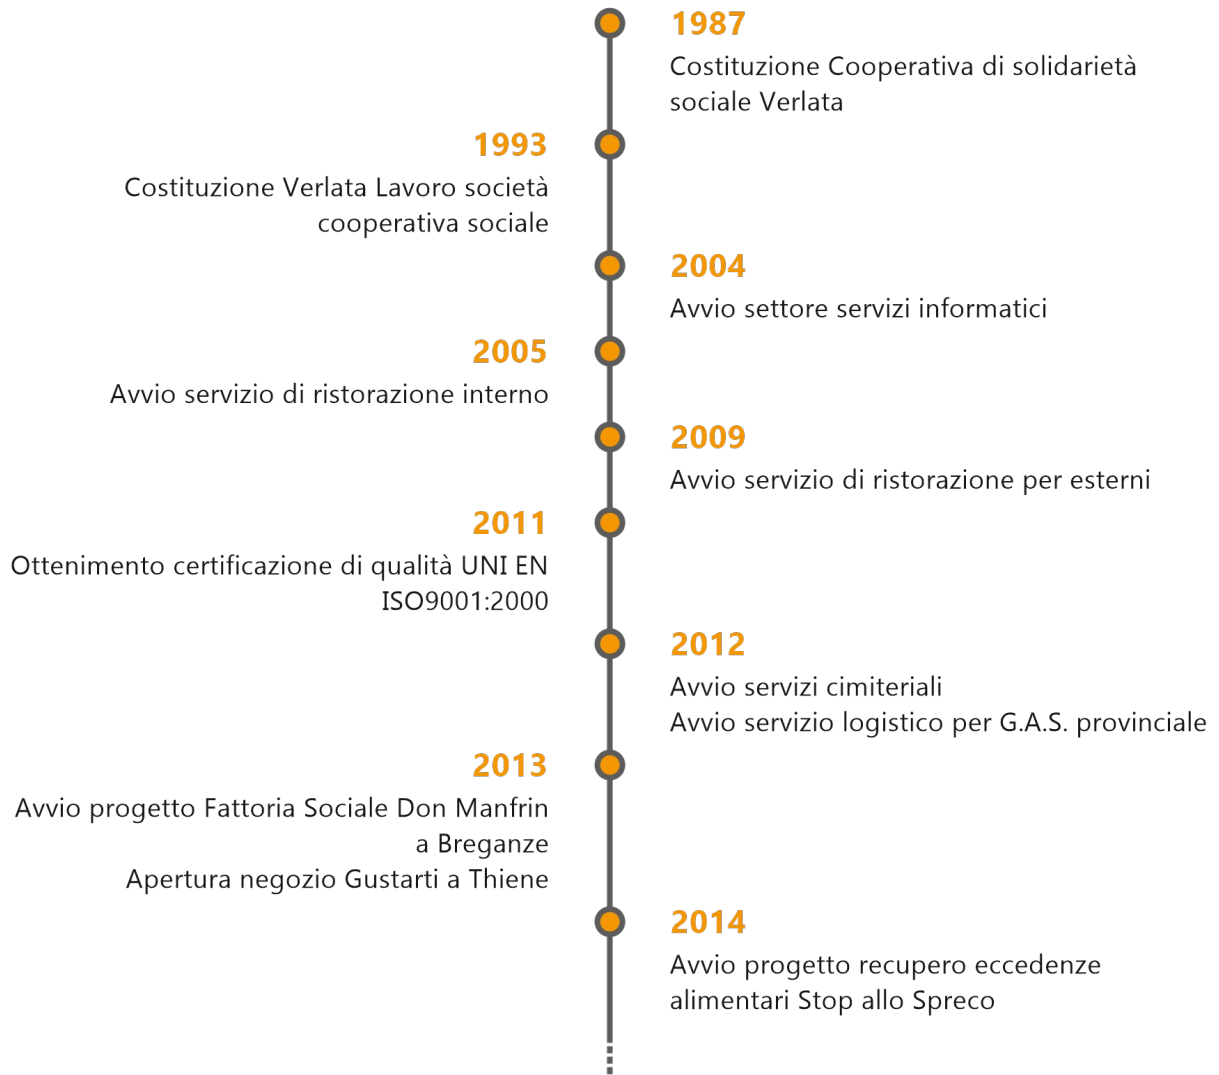 1987
Costituzione Cooperativa di solidarietà
sociale Verlata
1993
Costituzione Verlata Lavoro società
cooperativa sociale
2004
Avvio settore servizi informatici
2005
Avvio servizio di ristorazione interno
2009
Avvio servizio di ristorazione per esterni
2011
Ottenimento certificazione di qualità UNI EN
ISO9001:2000
2012
Avvio servizi cimiteriali
Avvio servizio logistico per G.A.S. provinciale
2013
Avvio progetto Fattoria Sociale Don Manfrin
a Breganze
Apertura negozio Gustarti a Thiene
2014
Avvio progetto recupero eccedenze
alimentari Stop allo Spreco